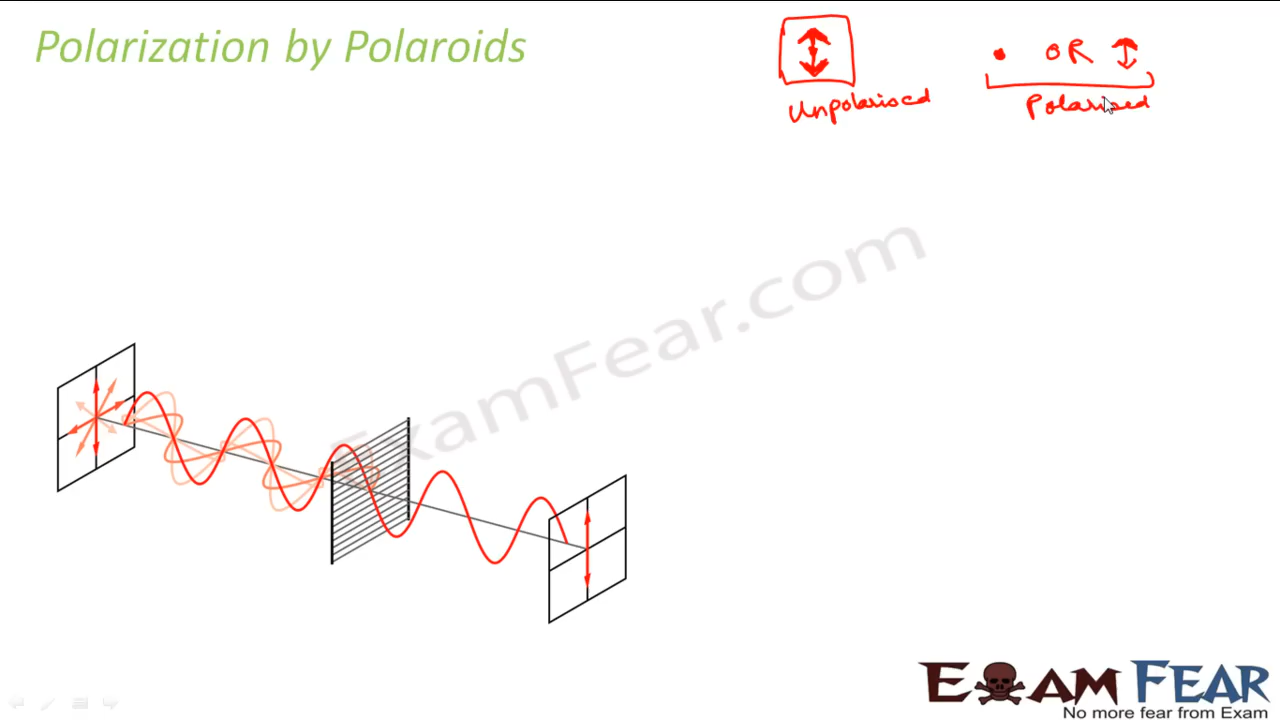 Polarization by Polaroids
OR
Unpolarised
Polarised
ExamFear.com
EXAM FEAR
No more fear from Exam